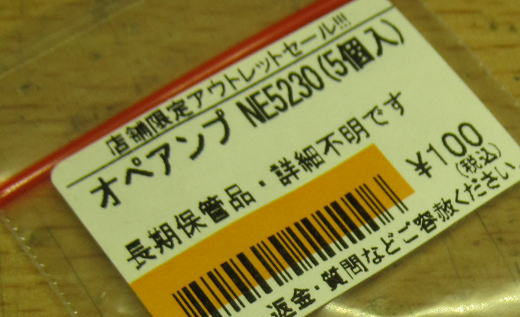 店舗限定アウトレットセール!!!
オペアンプ NE5230(5個入)
長期保管品・詳細不明です
¥100
(税込)
返金・質問などご容赦ください